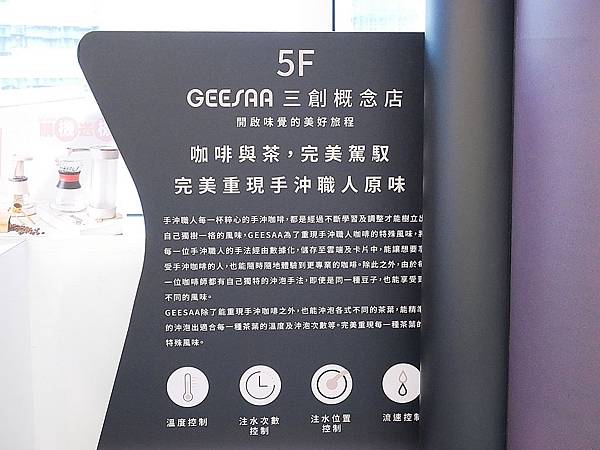 5F
GEESAA 三創概念店
開啟味覺的美好旅程
咖啡與茶，完美駕馭
完美重現手沖職人原味
手沖職人每一杯粹心的手沖咖啡，都是經過不斷學習及調整才能樹立出
自己獨樹一格的風味，GEESAA為了重現手沖職人咖啡的特殊風味，
每一位手沖職人的手法經由數據化，儲存至雲端及卡片中，能讓想要享
受手沖咖啡的人，也能隨時隨地體驗到更專業的咖啡。除此之外，由於每
一位咖啡師都有自己獨特的沖泡手法，即使是同一種豆子，也能享受到
不同的風味。
GEESAA除了能重現手沖咖啡之外，也能沖泡各式不同的茶葉，能精準
的沖泡出適合每一種茶葉的溫度及沖泡次數等。完美重現每一種茶葉的
特殊風味。
溫度控制
注水次數
控制
注水位置
控制
流速控制